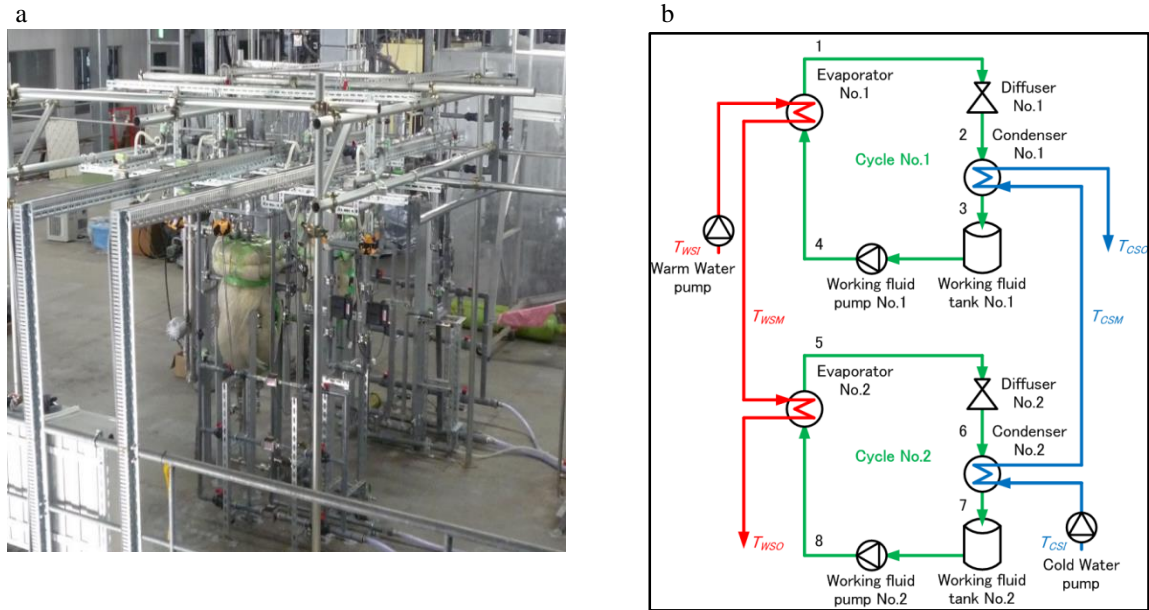 a
b
1
Evaporator
No.1
Diffuser
No.1
2
Condenser
No.1
Cycle No.1
3
4
T_WSI
Warm Water
pump
Working fluid
pump No.1
Working fluid
tank No.1
T_CSO
T_WSM
T_CSM
5
Evaporator
No.2
Diffuser
No.2
6
Condenser
No.2
Cycle No.2
7
8
T_WSO
Working fluid
pump No.2
Working fluid
tank No.2
T_CSI
Cold Water
pump